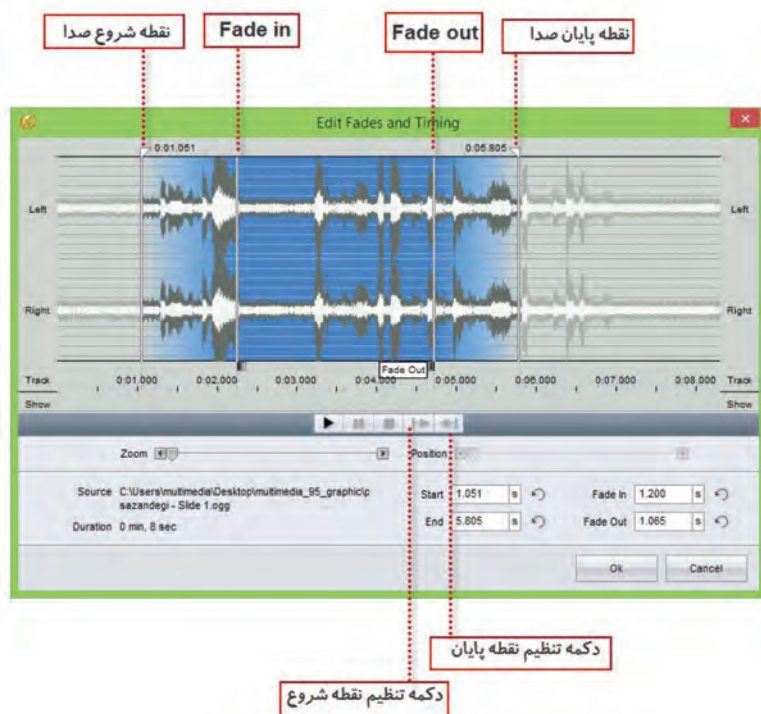 نقطه شروع صدا
Fade in
Fade out
نقطه پایان صدا
Edit Fades and Timing
0:01.051
0:05.805
Left
Left
Right
Right
Fade Out
Track
0:01.000
0:02.000
0:03.000
0:04.000
0:05.000
0:06.000
0:07.000
0:08.000
Track
Show
Show
Zoom
Position
Source C:\Users\multimedia\Desktop\multimedia_95_graphic\p
sazandegi - Slide 1.ogg
Duration 0 min, 8 sec
Start 1.051 s
Fade In 1.200 s
End 5.805 s
Fade Out 1.065 s
Ok
Cancel
دکمه تنظیم نقطه پایان
دکمه تنظیم نقطه شروع